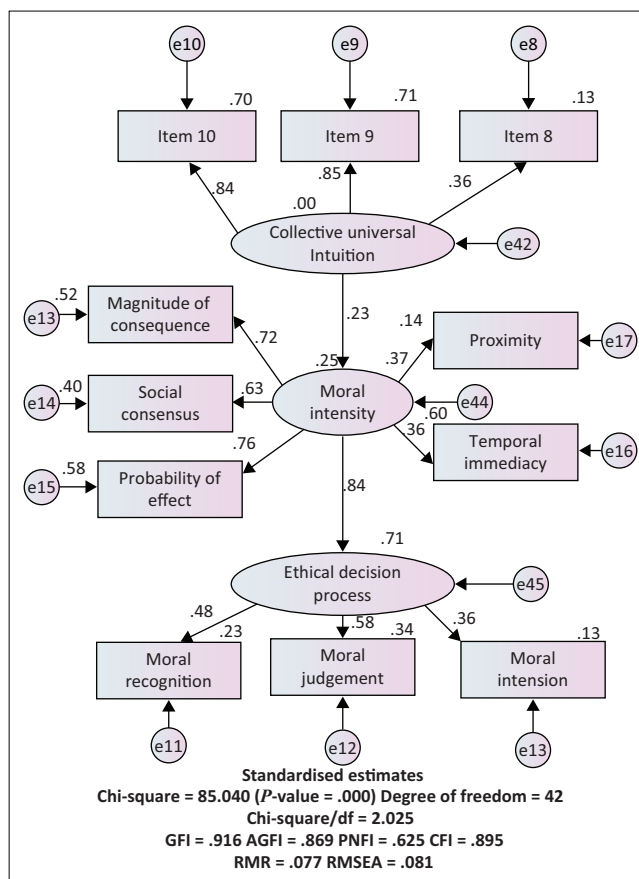 e10
e9
e8
.70
.71
.13
Item 10
Item 9
Item 8
.84
.85
.36
.00
Collective universal
Intuition
e42
.23
.52
e13
Magnitude of
consequence
.72
.14
Proximity
e17
.37
.25
.40
e14
Social
consensus
.63
Moral
intensity
e44
.60
.36
Temporal
immediacy
e16
.76
.58
e15
Probability of
effect
.84
.71
Ethical decision
process
e45
.48
.58
.36
.23
.34
.13
Moral
recognition
Moral
judgement
Moral
intension
e11
e12
e13
Standardised estimates
Chi-square = 85.040 (P-value = .000) Degree of freedom = 42
Chi-square/df = 2.025
GFI = .916 AGFI = .869 PNFI = .625 CFI = .895
RMR = .077 RMSEA = .081